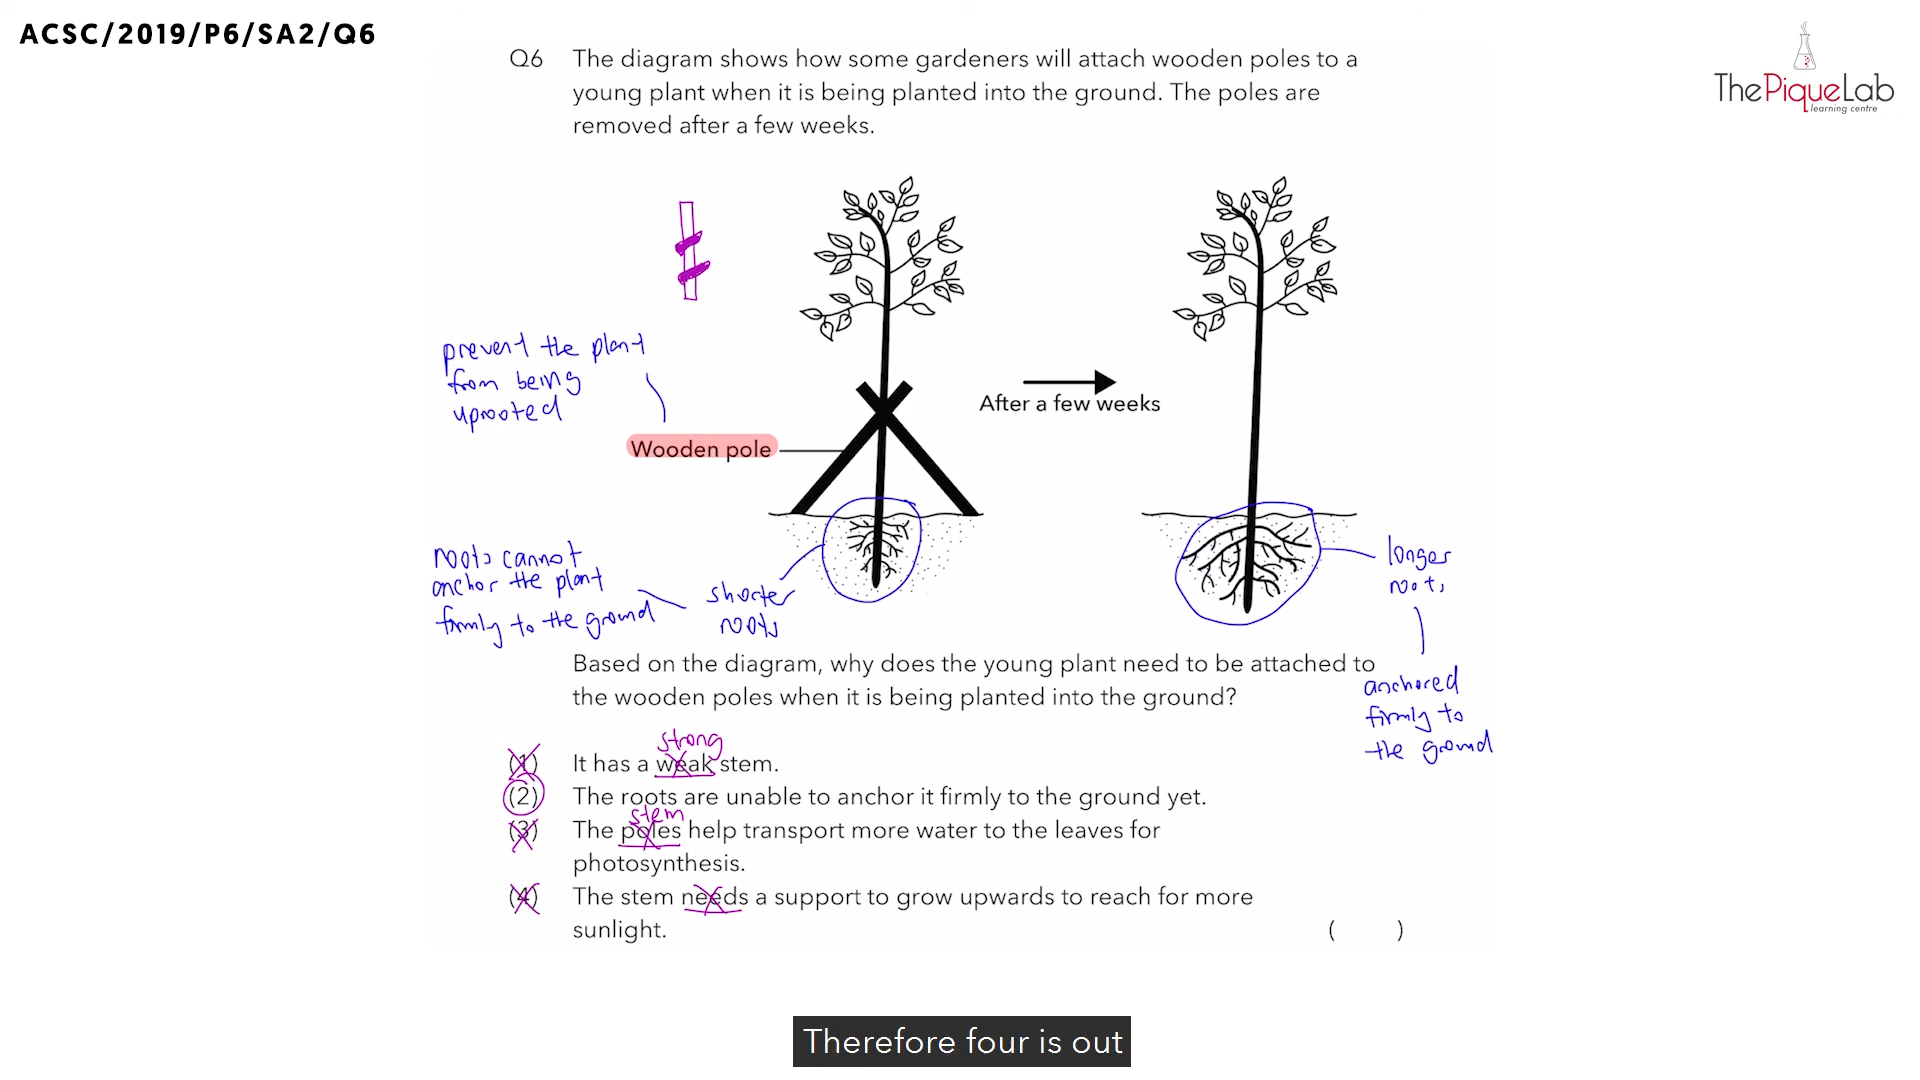 ACSC/2019/P6/SA2/Q6
ThePiqueLab
learning centre
Q6 The diagram shows how some gardeners will attach wooden poles to a
young plant when it is being planted into the ground. The poles are
removed after a few weeks.
prevent the plant
from being
uprooted
After a few weeks
Wooden pole
roots cannot
anchor the plant
firmly to the ground
shorter
roots
longer
roots
anchored
firmly to
the ground
Based on the diagram, why does the young plant need to be attached to
the wooden poles when it is being planted into the ground?
strong
(1) It has a weak stem.
(2) The roots are unable to anchor it firmly to the ground yet.
stem
(3) The poles help transport more water to the leaves for
photosynthesis.
(4) The stem needs a support to grow upwards to reach for more
sunlight.
( )
Therefore four is out